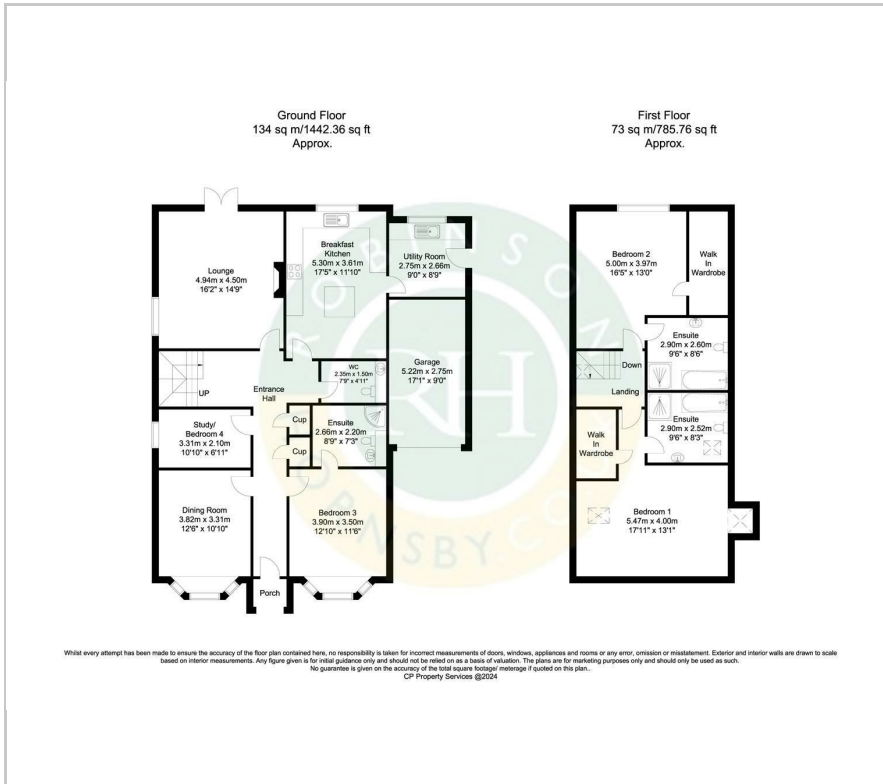 Ground Floor
134 sq m/1442.36 sq ft
Approx.
First Floor
73 sq m/785.76 sq ft
Approx.
Lounge
4.94m x 4.50m
16'2" x 14'9"
Breakfast
Kitchen
5.30m x 3.61m
17'5" x 11'10"
Utility Room
2.75m x 2.66m
9'0" x 8'9"
Garage
5.22m x 2.75m
17'1" x 9'0"
WC
2.35m x 1.50m
7'9" x 4'11"
UP
Entrance
Hall
Cup
Cup
Ensuite
2.66m x 2.20m
8'9" x 7'3"
Study/
Bedroom 4
3.31m x 2.10m
10'10" x 6'11"
Dining Room
3.82m x 3.31m
12'6" x 10'10"
Bedroom 3
3.90m x 3.50m
12'10" x 11'6"
Porch
Bedroom 2
5.00m x 3.97m
16'5" x 13'0"
Walk
In
Wardrobe
Ensuite
2.90m x 2.60m
9'6" x 8'6"
Down
Landing
Ensuite
2.90m x 2.52m
9'6" x 8'3"
Walk
In
Wardrobe
Bedroom 1
5.47m x 4.00m
17'11" x 13'1"
ROBINSON
RH
HORNSBY.CO.UK
Whilst every attempt has been made to ensure the accuracy of the floor plan contained here, no responsibility is taken for incorrect measurements of doors, windows, appliances and rooms or any error, omission or misstatement. Exterior and interior walls are drawn to scale
based on interior measurements. Any figure given is for initial guidance only and should not be relied on as a basis of valuation. The plans are for marketing purposes only and should only be used as such.
No guarantee is given on the accuracy of the total square footage/ meterage if quoted on this plan..
CP Property Services @2024